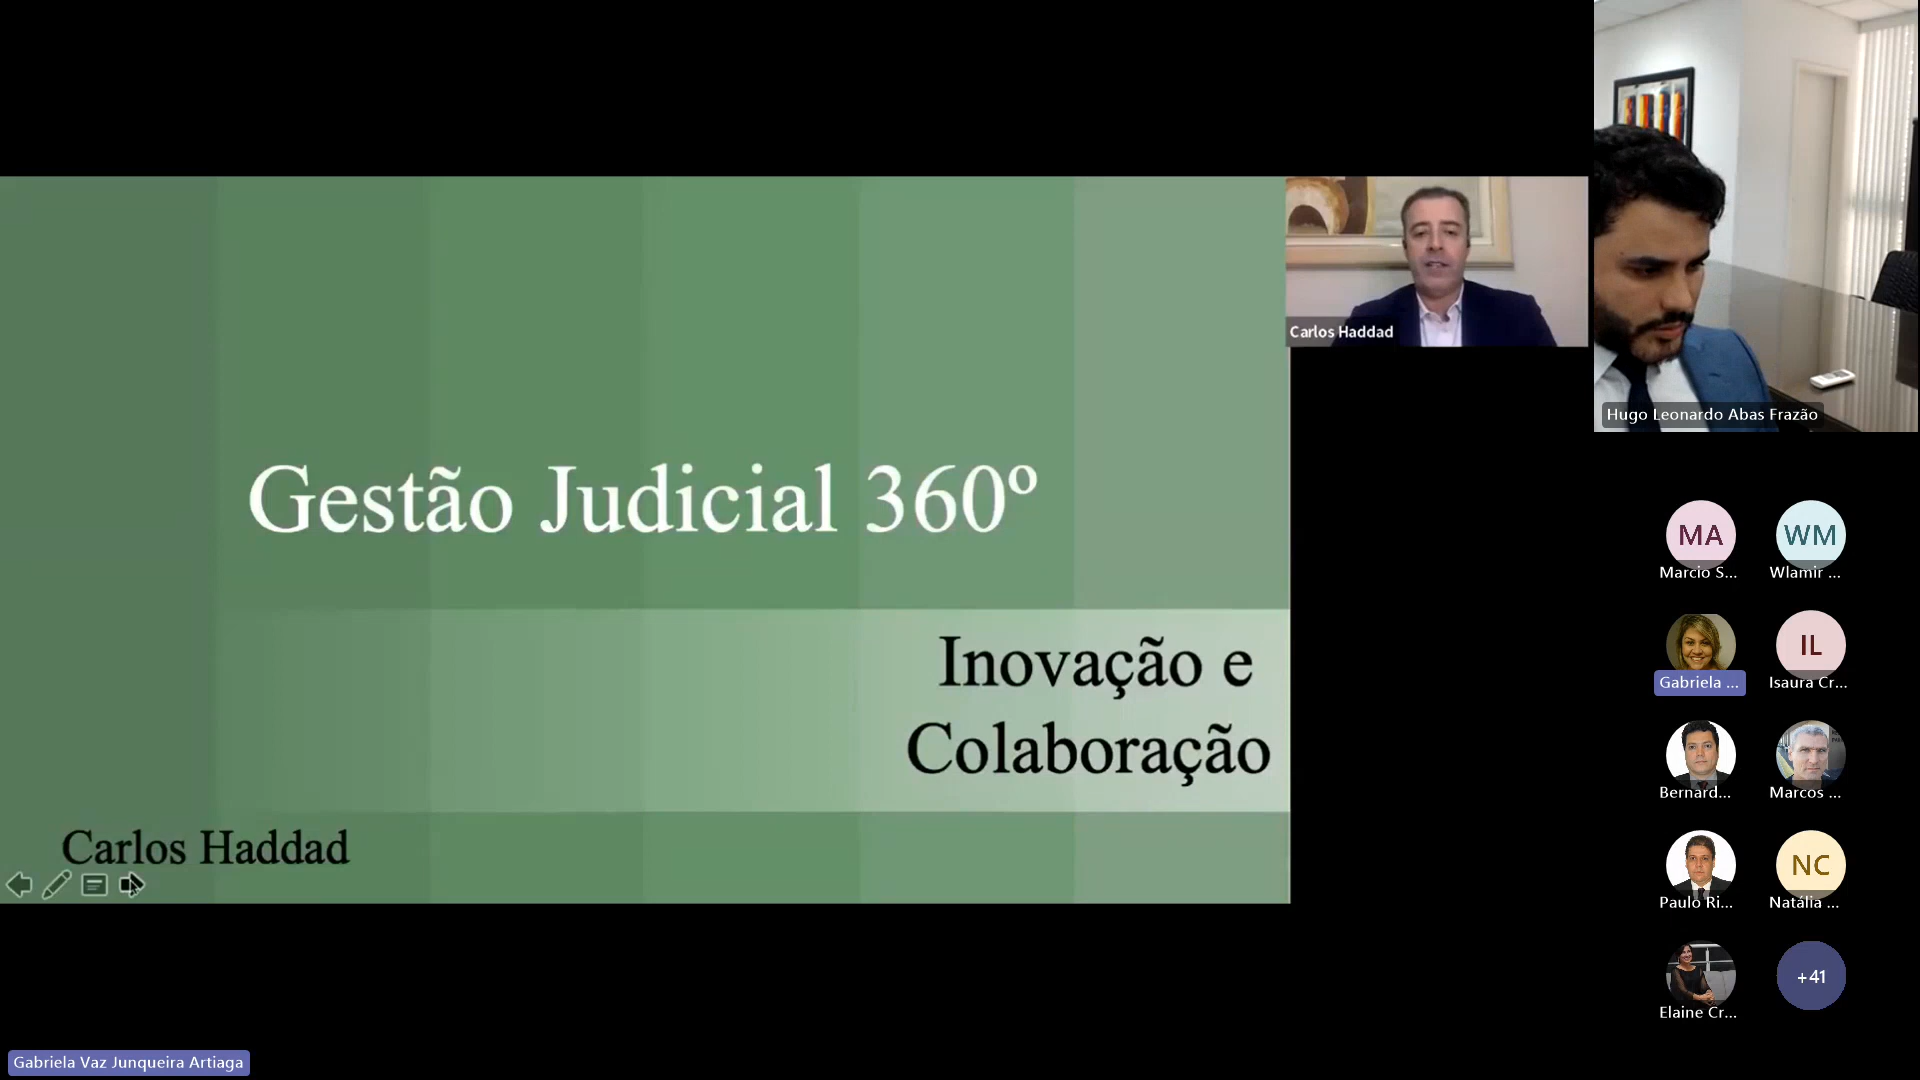 Gestão Judicial 360º
Inovação e
Colaboração
Carlos Haddad
Carlos Haddad
Hugo Leonardo Abas Frazão
MA
Marcio S...
WM
Wlamir ...
Gabriela ...
IL
Isaura Cr...
Bernard...
Marcos ...
Paulo Ri...
NC
Natália ...
Elaine Cr...
+41
Gabriela Vaz Junqueira Artiaga